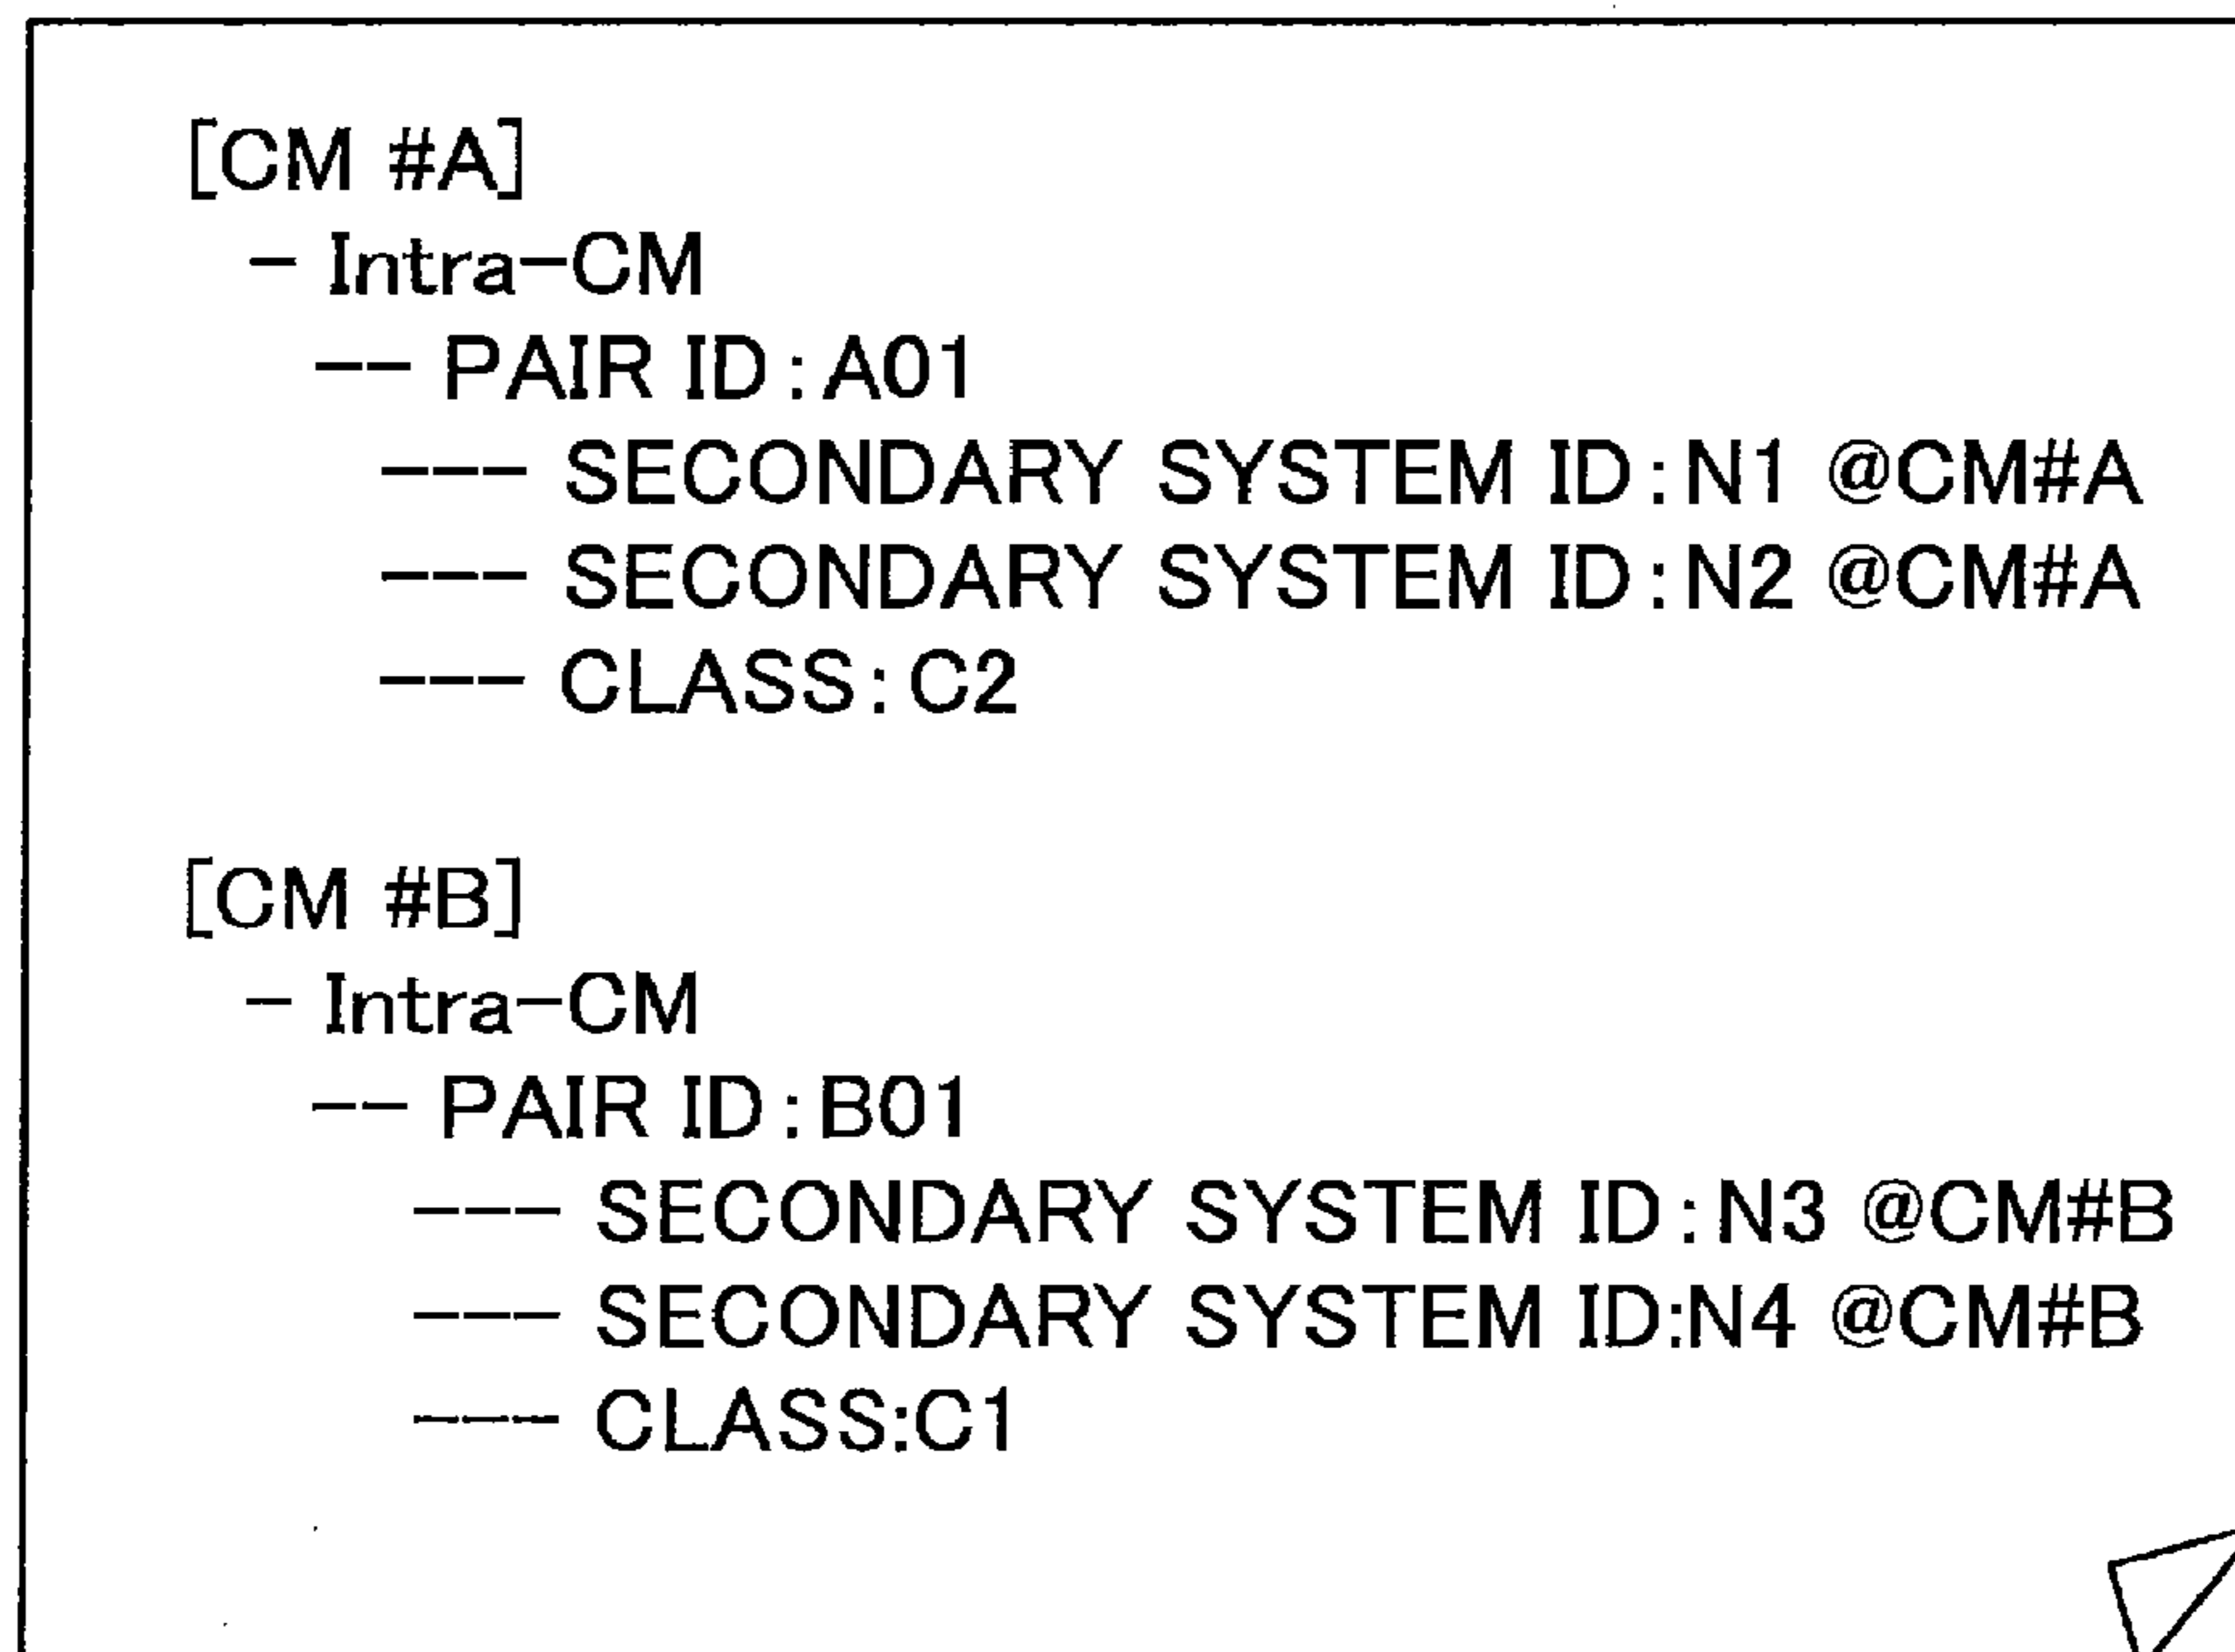 [CM #A]
- Intra-CM
-- PAIR ID:A01
--- SECONDARY SYSTEM ID:N1 @CM#A
--- SECONDARY SYSTEM ID:N2 @CM#A
--- CLASS:C2
[CM #B]
- Intra-CM
-- PAIR ID:B01
--- SECONDARY SYSTEM ID:N3 @CM#B
--- SECONDARY SYSTEM ID:N4 @CM#B
--- CLASS:C1